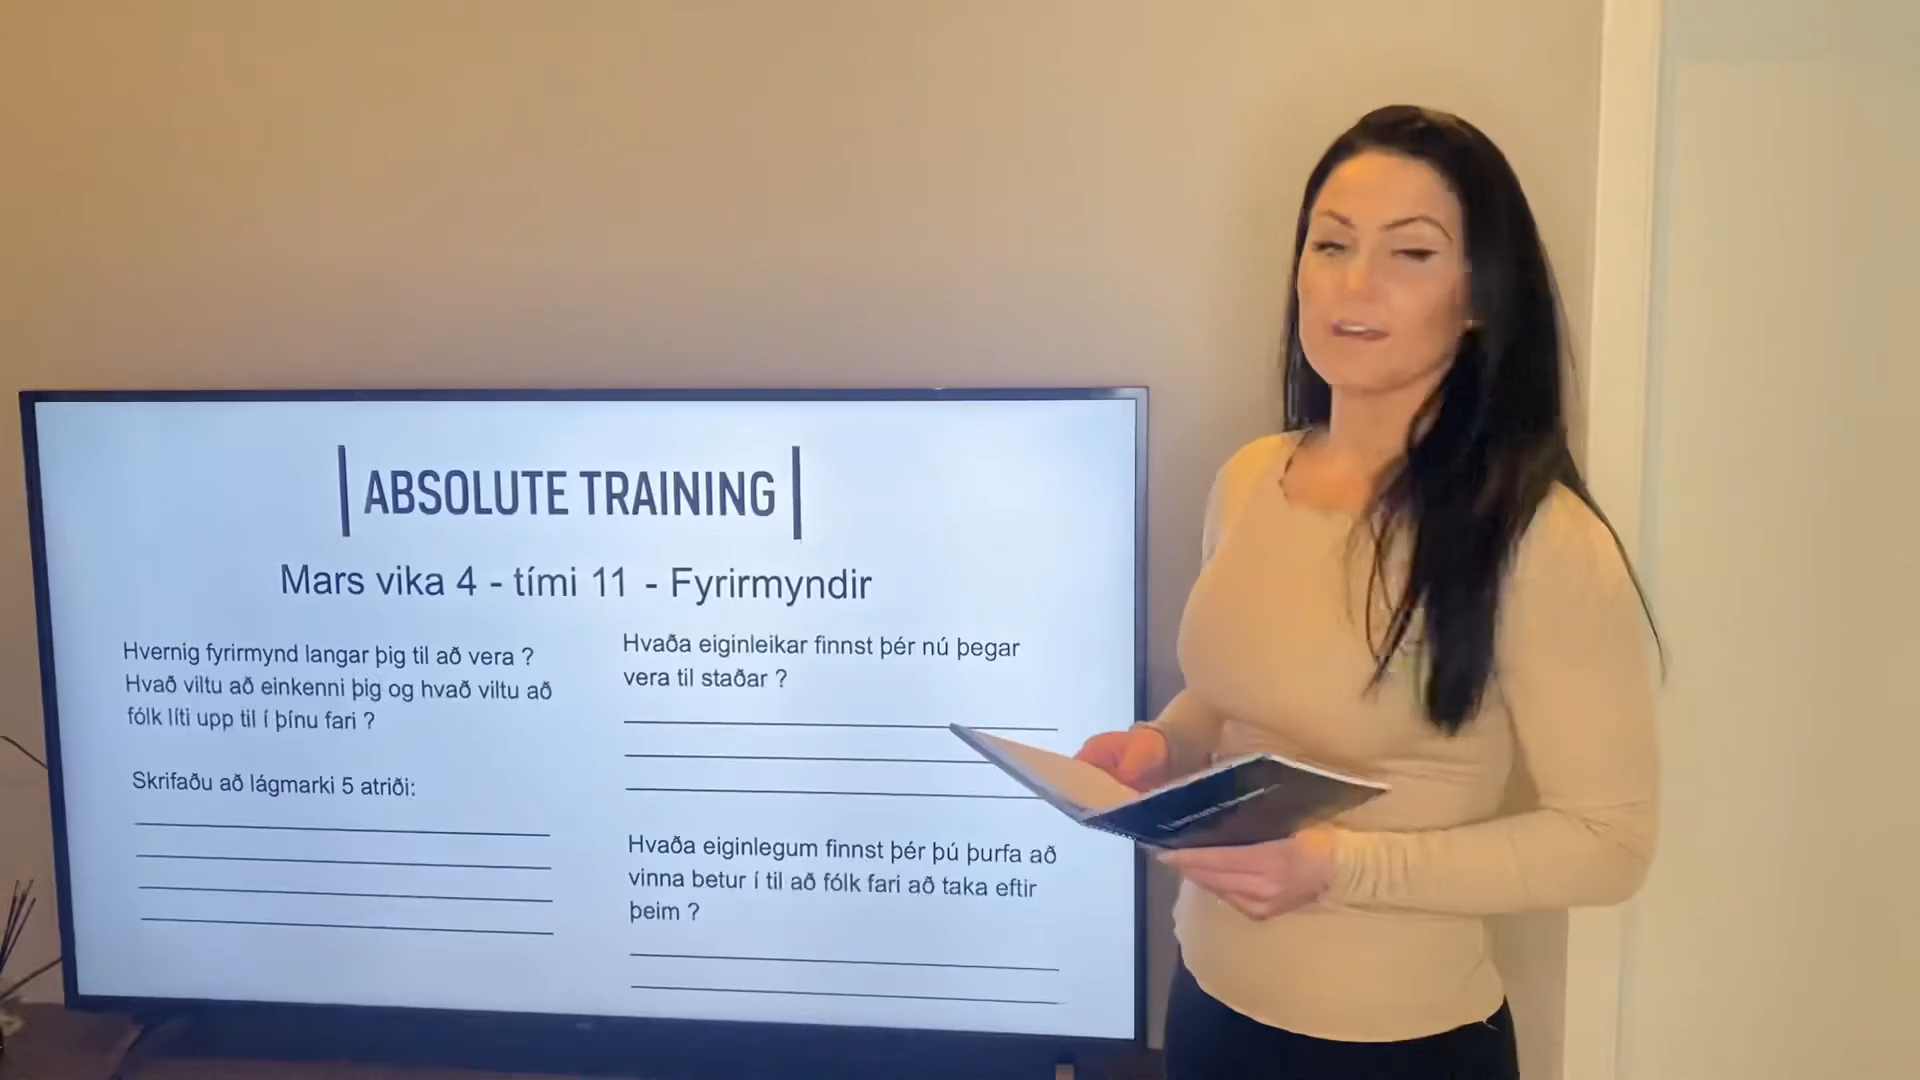 ABSOLUTE TRAINING
Mars vika 4 - tími 11 - Fyrirmyndir
Hvernig fyrirmynd langar þig til að vera ?
Hvað viltu að einkenni þig og hvað viltu að
fólk líti upp til í þínu fari ?
Skrifaðu að lágmarki 5 atriði:
Hvaða eiginleikar finnst þér nú þegar
vera til staðar ?
Hvaða eiginlegum finnst þér þú þurfa að
vinna betur í til að fólk fari að taka eftir
þeim ?
ABSOLUTE TRAINING